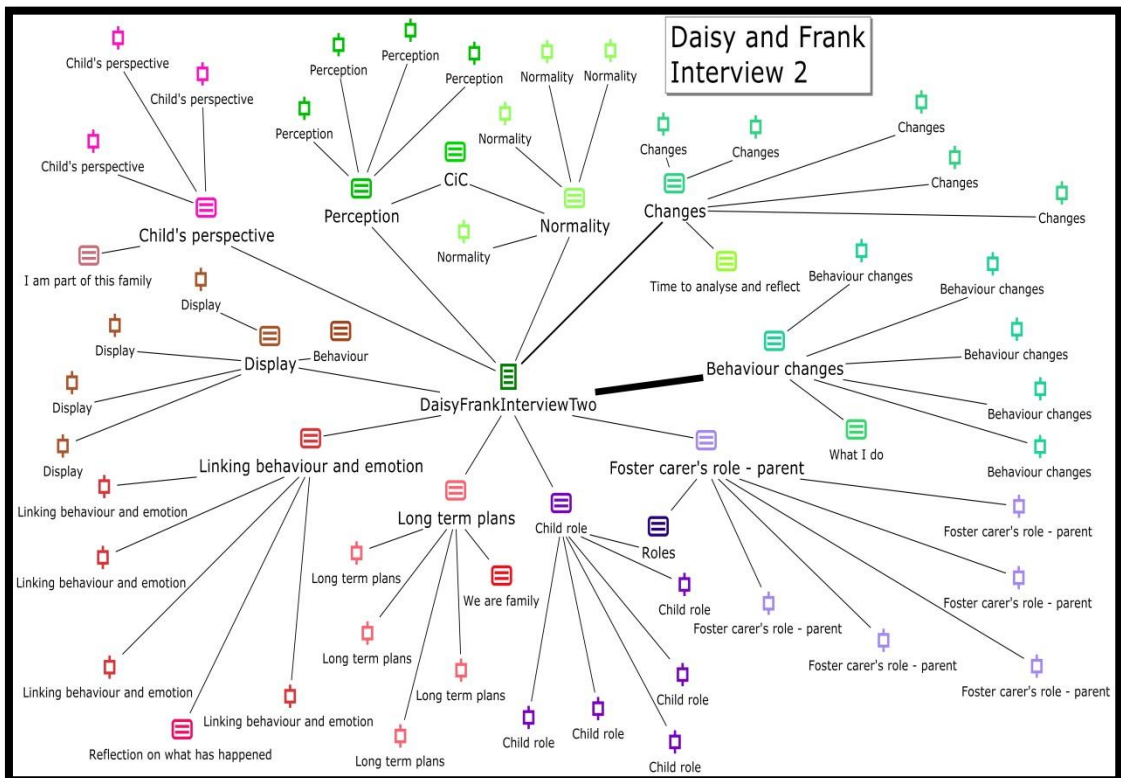 Daisy and Frank
Interview 2
Child's perspective
Child's perspective
Child's perspective
Child's perspective
I am part of this family
Perception
Perception
Perception
Perception
Perception
CiC
Normality
Normality
Normality
Normality
Normality
Changes
Changes
Changes
Changes
Changes
Changes
Time to analyse and reflect
Display
Display
Display
Display
Display
Behaviour
DaisyFrankInterviewTwo
Behaviour changes
Behaviour changes
Behaviour changes
Behaviour changes
Behaviour changes
Behaviour changes
What I do
Linking behaviour and emotion
Linking behaviour and emotion
Linking behaviour and emotion
Linking behaviour and emotion
Linking behaviour and emotion
Reflection on what has happened
Long term plans
Long term plans
Long term plans
Long term plans
Long term plans
We are family
Child role
Child role
Child role
Child role
Child role
Child role
Roles
Foster carer's role - parent
Foster carer's role - parent
Foster carer's role - parent
Foster carer's role - parent
Foster carer's role - parent
Foster carer's role - parent